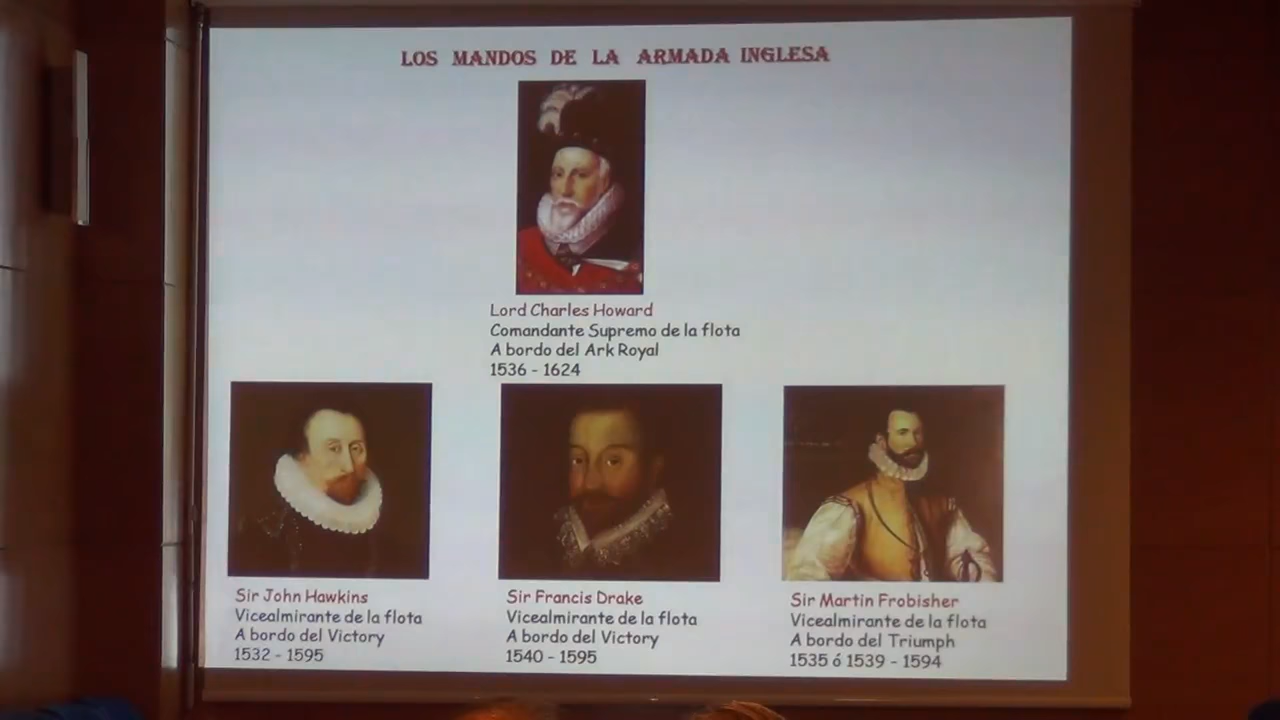 LOS MANDOS DE LA ARMADA INGLESA
Lord Charles Howard
Comandante Supremo de la flota
A bordo del Ark Royal
1536 - 1624
Sir John Hawkins
Vicealmirante de la flota
A bordo del Victory
1532 - 1595
Sir Francis Drake
Vicealmirante de la flota
A bordo del Victory
1540 - 1595
Sir Martin Frobisher
Vicealmirante de la flota
A bordo del Triumph
1535 ó 1539 - 1594